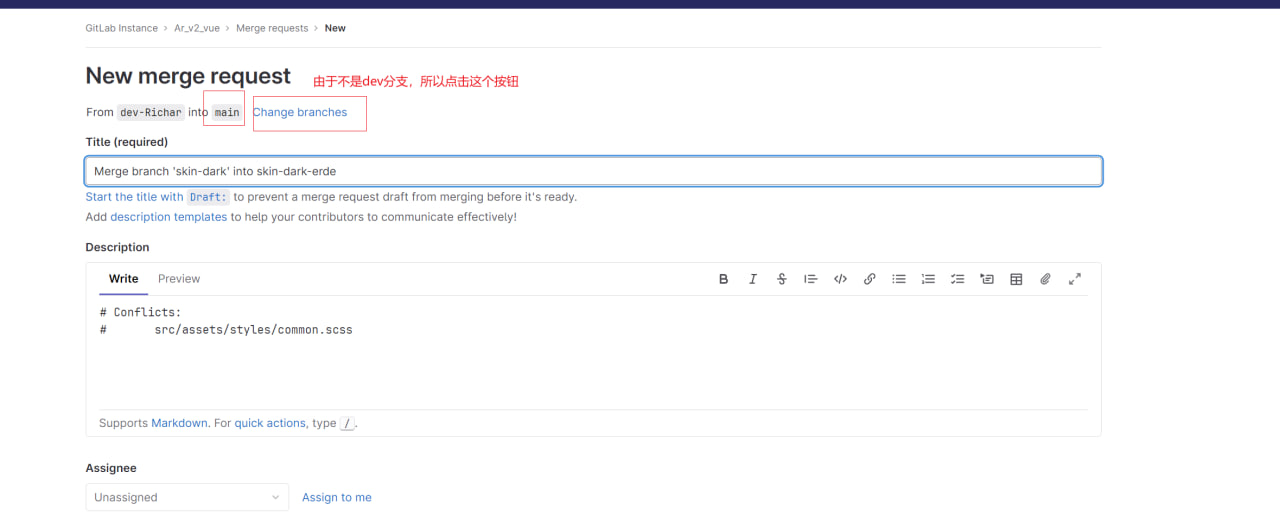 GitLab Instance > Ar_v2_vue > Merge requests > New
New merge request
由于不是dev分支，所以点击这个按钮
From dev-Richar into main Change branches
Title (required)
Merge branch 'skin-dark' into skin-dark-erde
Start the title with Draft: to prevent a merge request draft from merging before it's ready.
Add description templates to help your contributors to communicate effectively!
Description
Write Preview
# Conflicts:
# src/assets/styles/common.scss
Supports Markdown. For quick actions, type /.
Assignee
Unassigned Assign to me